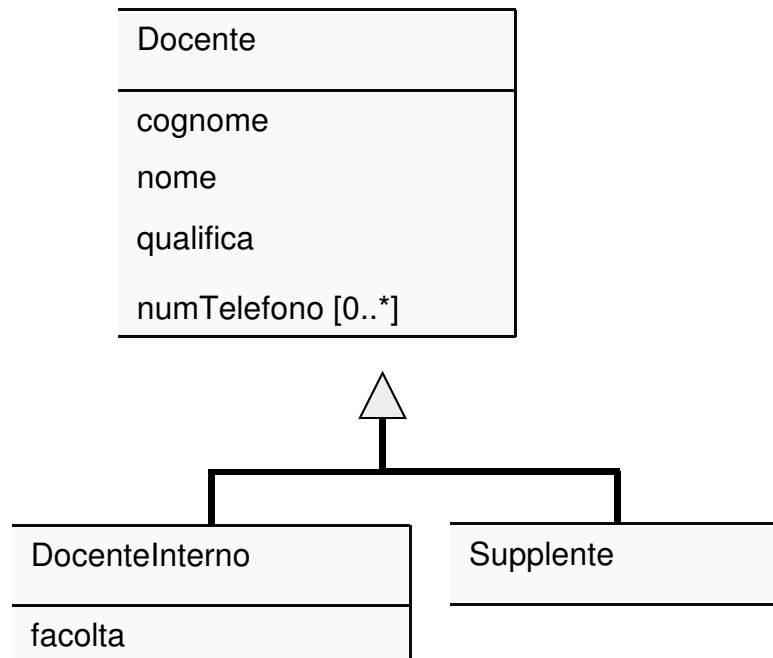 Docente
cognome
nome
qualifica
numTelefono [0..*]
DocenteInterno
Supplente
facolta